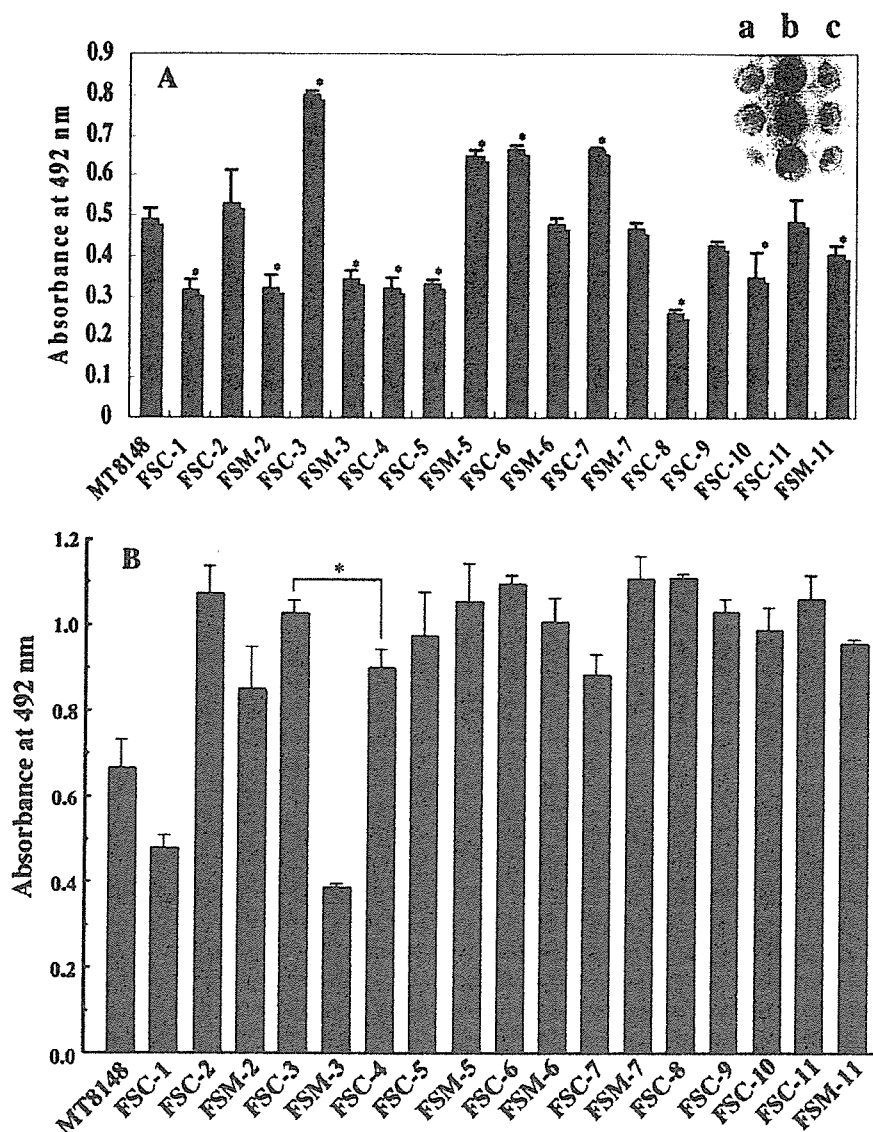 a b c
A
0.9
0.8
0.7
0.6
0.5
0.4
0.3
0.2
0.1
0
Absorbance at 492 nm
* * * * * * * * * * * *
MT8148 FSC-1 FSC-2 FSM-2 FSC-3 FSM-3 FSC-4 FSC-5 FSM-5 FSC-6 FSM-6 FSC-7 FSM-7 FSC-8 FSC-9 FSC-10 FSC-11 FSM-11
B
1.2
1.0
0.8
0.6
0.4
0.2
0.0
Absorbance at 492 nm
*
MT8148 FSC-1 FSC-2 FSM-2 FSC-3 FSM-3 FSC-4 FSC-5 FSM-5 FSC-6 FSM-6 FSC-7 FSM-7 FSC-8 FSC-9 FSC-10 FSC-11 FSM-11